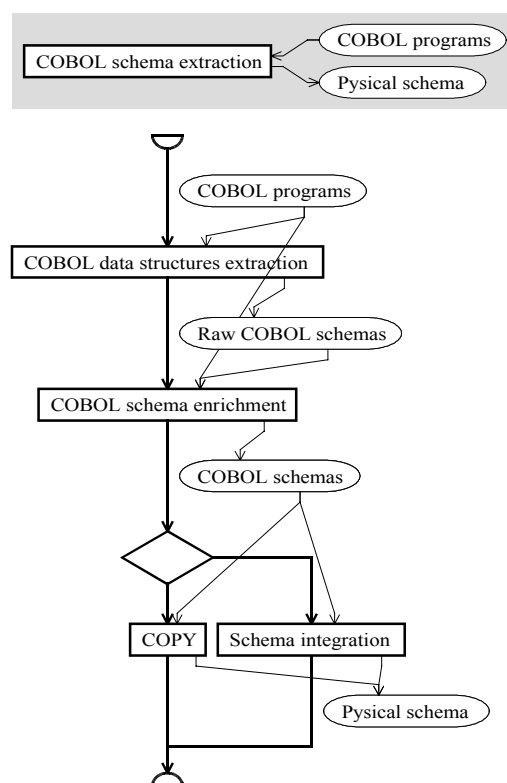 COBOL programs
COBOL schema extraction
Pysical schema
COBOL programs
COBOL data structures extraction
Raw COBOL schemas
COBOL schema enrichment
COBOL schemas
COPY
Schema integration
Pysical schema